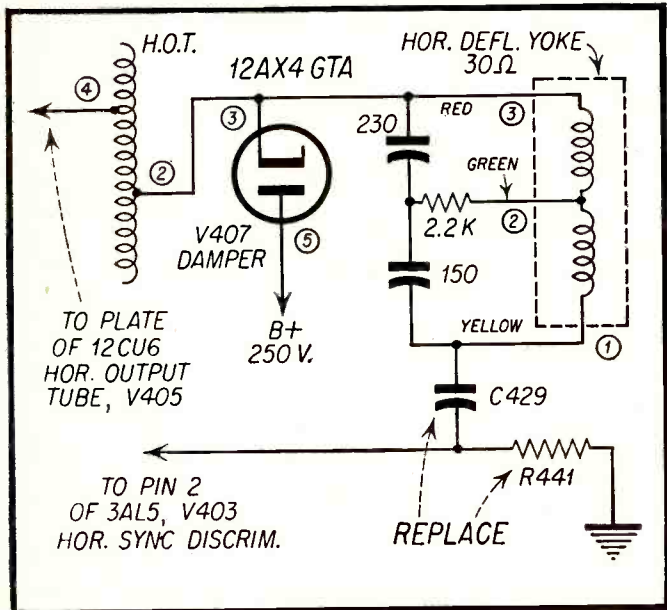 H.O.T.
④
②
12AX4 GTA
③
V407
DAMPER
⑤
B+
250 V.
TO PLATE
OF 12CU6
HOR. OUTPUT
TUBE, V405
HOR. DEFL. YOKE
30Ω
230
RED
③
GREEN
2.2 K
②
150
YELLOW
①
C429
R441
REPLACE
TO PIN 2
OF 3AL5, V403
HOR. SYNC DISCRIM.